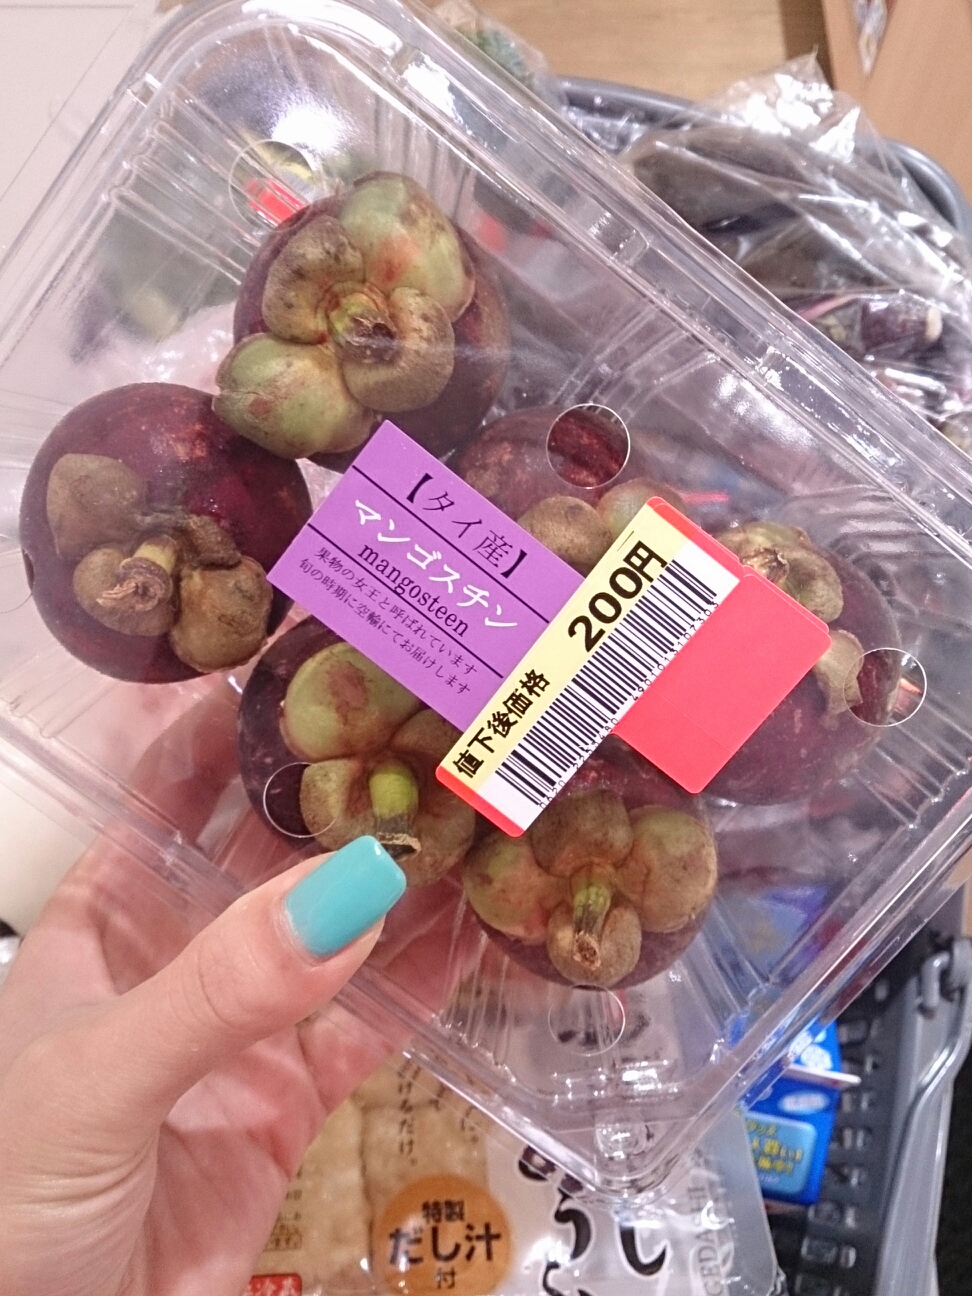 【タイ産】
マンゴスチン
mangosteen
果物の女王と呼ばれています
旬の時期に空輸にてお届けします
値下後価格 200円
特製
だし汁
付